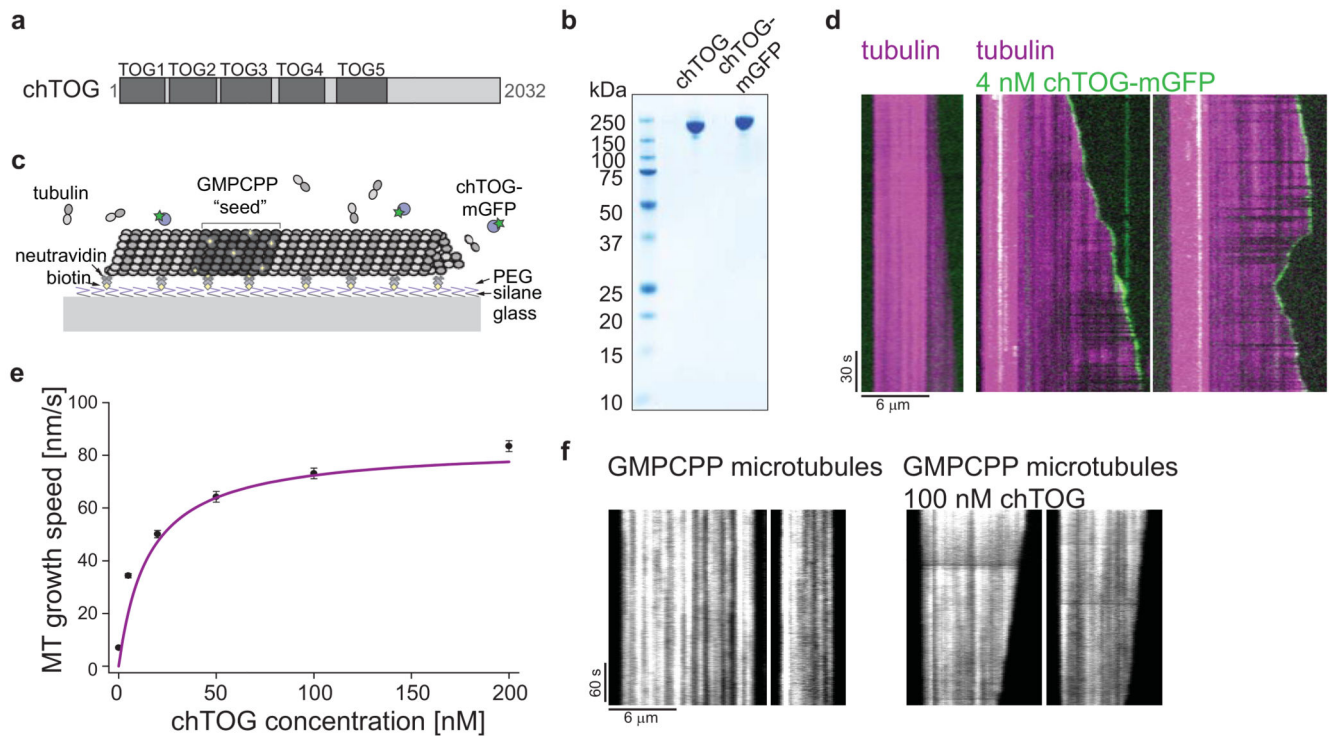 a
TOG1 TOG2 TOG3 TOG4 TOG5
chTOG 1 2032
b
chTOG
chTOG-
mGFP
kDa
250
150
100
75
50
37
25
20
15
10
c
tubulin
GMPCPP
“seed”
chTOG-
mGFP
neutravidin
biotin
PEG
silane
glass
d
tubulin
tubulin
4 nM chTOG-mGFP
30 s
6 μm
e
MT growth speed [nm/s]
100
80
60
40
20
0
0 50 100 150 200
chTOG concentration [nM]
f
GMPCPP microtubules
GMPCPP microtubules
100 nM chTOG
60 s
6 μm